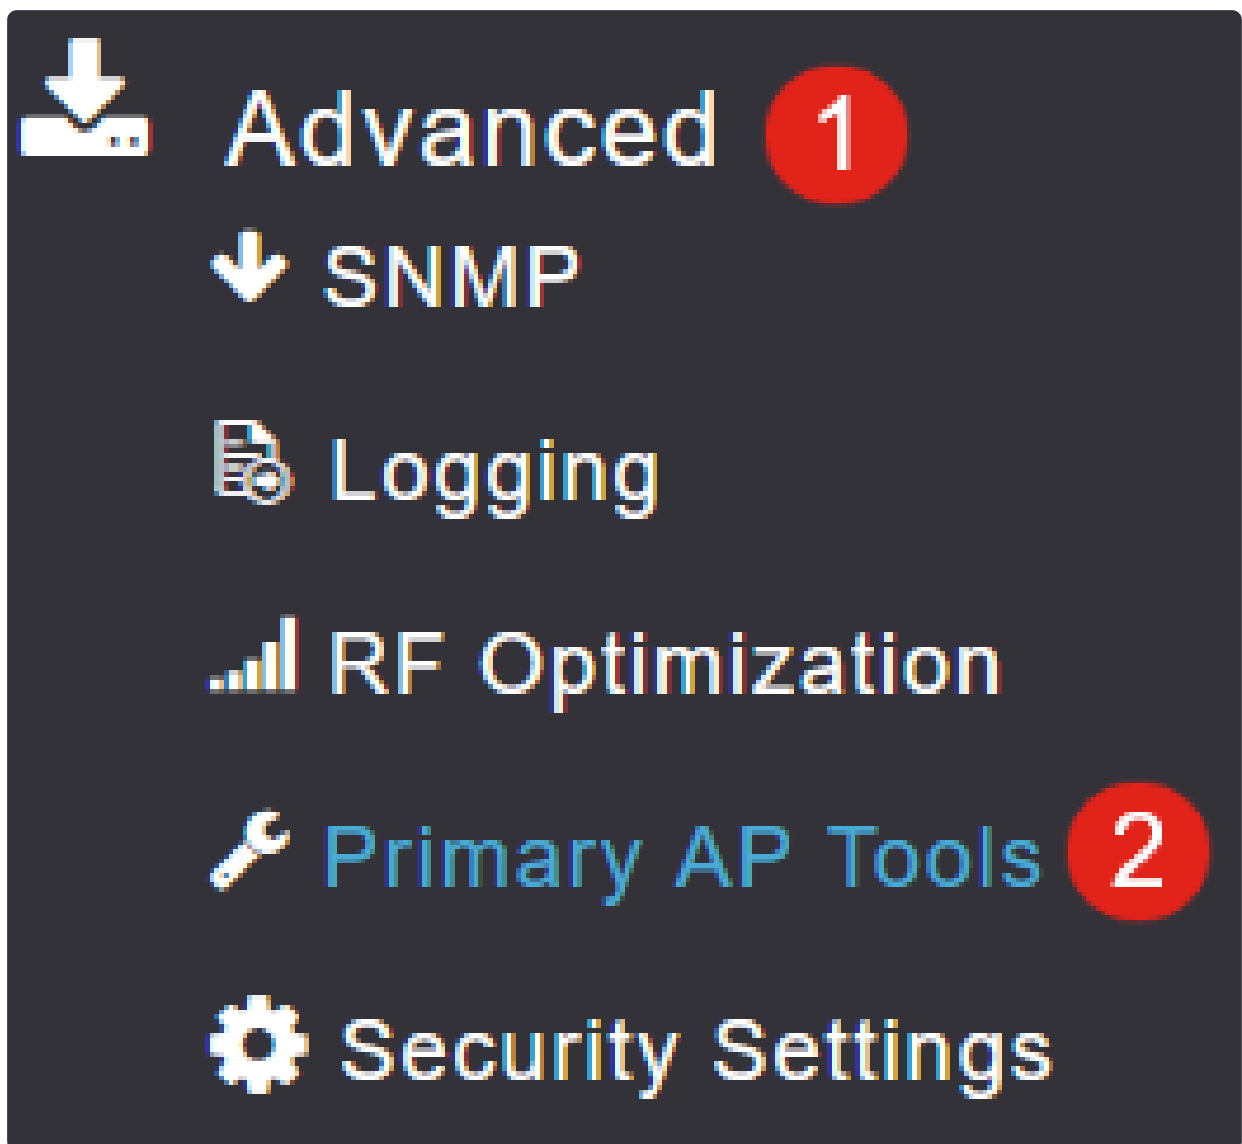 Advanced 1
SNMP
Logging
RF Optimization
Primary AP Tools 2
Security Settings